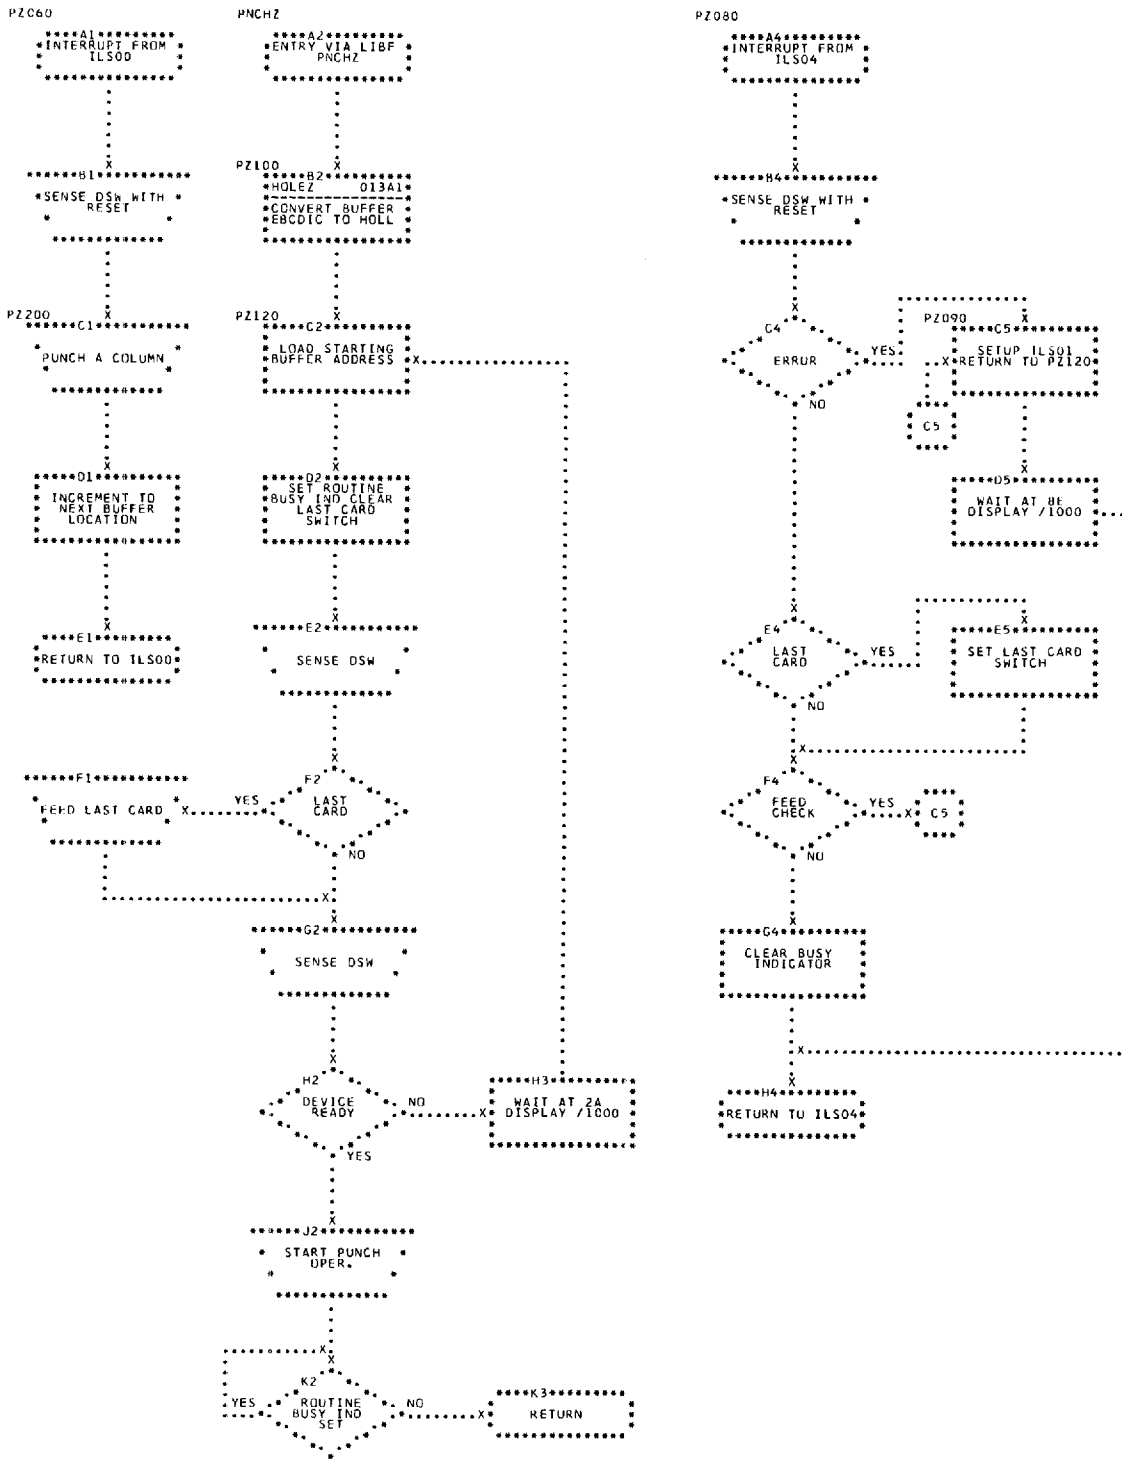 PZ060
A1
INTERRUPT FROM
ILS00
B1
SENSE DSW WITH
RESET
PZ200
C1
PUNCH A COLUMN
D1
INCREMENT TO
NEXT BUFFER
LOCATION
E1
RETURN TO ILS00
F1
FEED LAST CARD
PNCHZ
A2
ENTRY VIA LIBF
PNCHZ
PZ100
B2
HOLEZ 013A1
CONVERT BUFFER
EBCDIC TO HOLL
PZ120
C2
LOAD STARTING
BUFFER ADDRESS
X
D2
SET ROUTINE
BUSY IND CLEAR
LAST CARD
SWITCH
E2
SENSE DSW
F2
YES
LAST
CARD
NO
G2
SENSE DSW
H2
DEVICE
READY
NO
YES
H3
WAIT AT 2A
DISPLAY /1000
J2
START PUNCH
OPER.
K2
YES
ROUTINE
BUSY IND
SET
NO
K3
RETURN
PZ080
A4
INTERRUPT FROM
ILS04
B4
SENSE DSW WITH
RESET
C4
ERROR
YES
NO
PZ090
C5
SETUP ILS01
RETURN TO PZ120
C5
D5
WAIT AT 8E
DISPLAY /1000
E4
LAST
CARD
YES
NO
E5
SET LAST CARD
SWITCH
F4
FEED
CHECK
YES
C5
NO
G4
CLEAR BUSY
INDICATOR
H4
RETURN TO ILS04